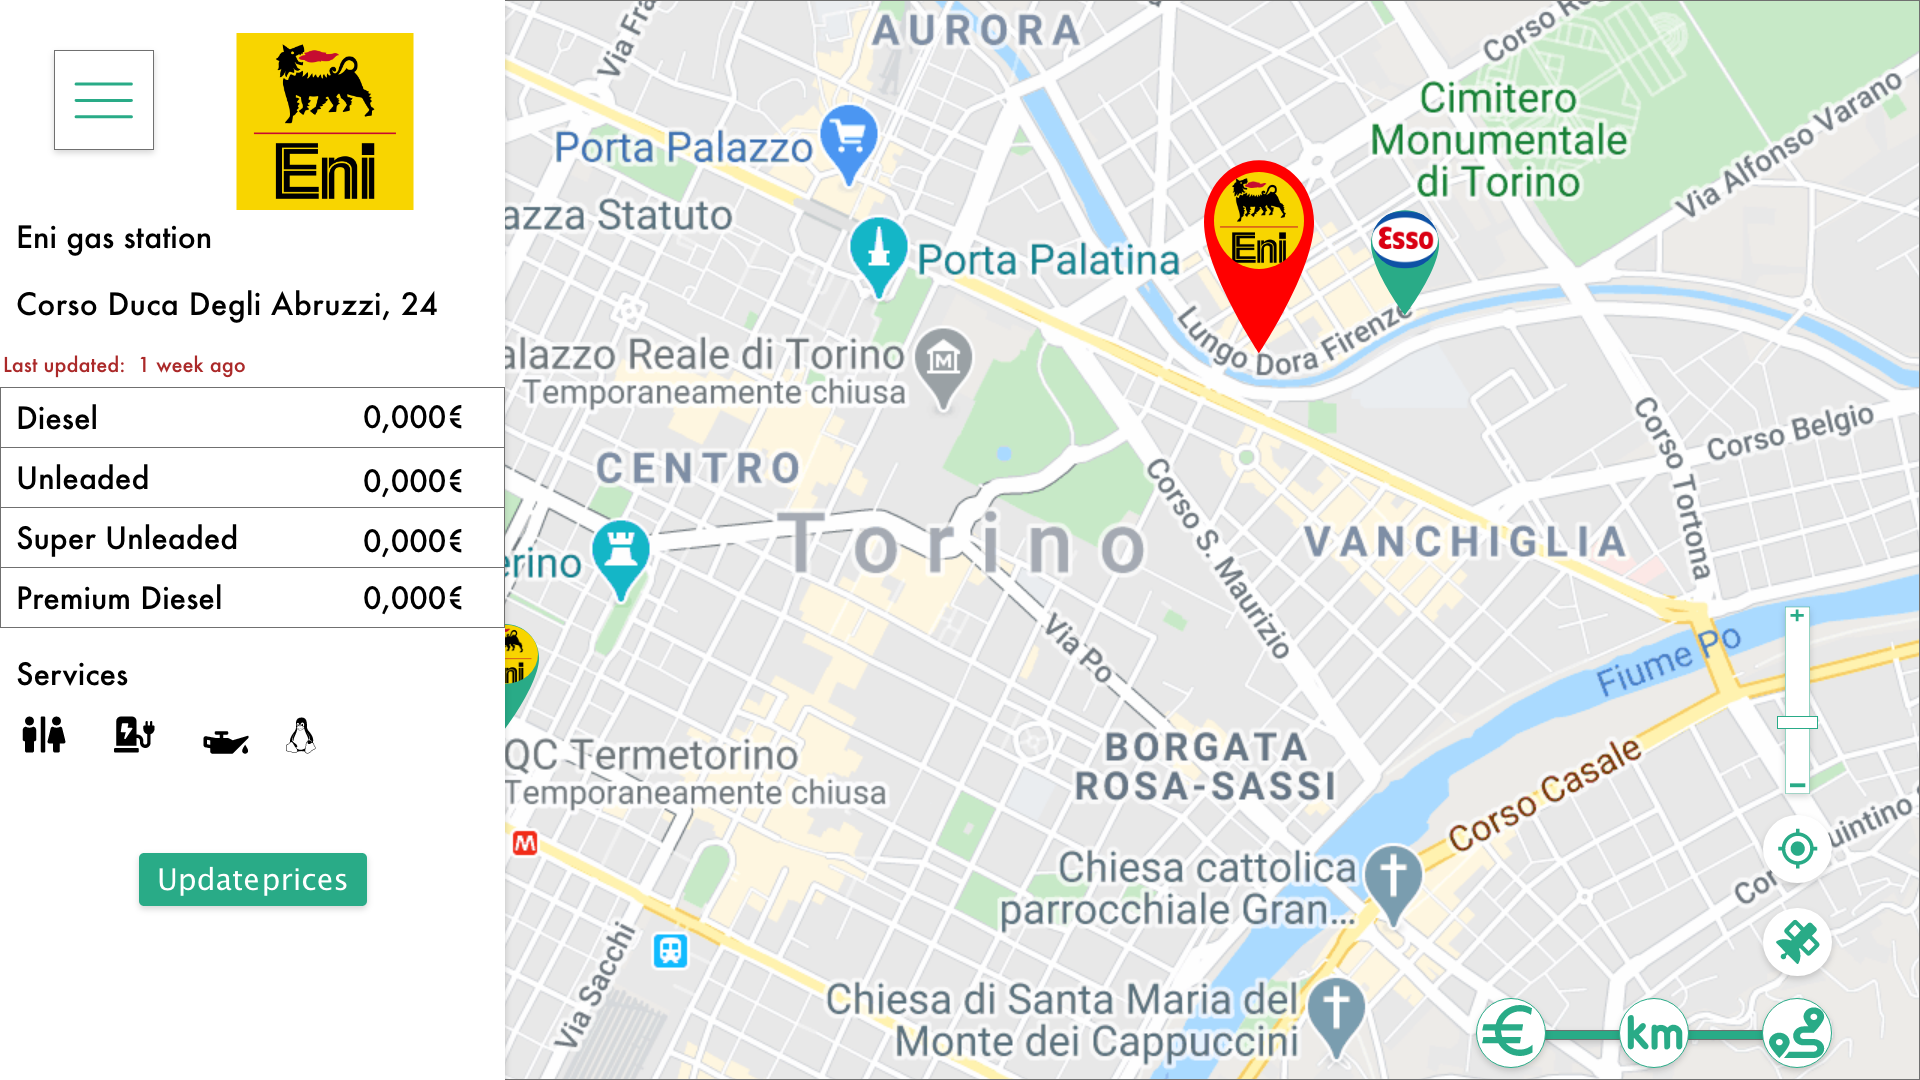 Eni
Eni gas station
Corso Duca Degli Abruzzi, 24
Last updated: 1 week ago
Diesel 0,000€
Unleaded 0,000€
Super Unleaded 0,000€
Premium Diesel 0,000€
Services
Updateprices
AURORA
Via Fra
Corso Ro
Cimitero
Monumentale
di Torino
Via Alfonso Varano
Porta Palazzo
azza Statuto
Porta Palatina
Eni
Esso
Lungo Dora Firenze
alazzo Reale di Torino
Temporaneamente chiusa
M
CENTRO
Corso Belgio
Corso Tortona
Corso S. Maurizio
Torino
VANCHIGLIA
erino
Via Po
Fiume Po
+
ni
QC Termetorino
Temporaneamente chiusa
BORGATA
ROSA-SASSI
Corso Casale
−
M
uintino
Cor
Chiesa cattolica
parrocchiale Gran...
Via Sacchi
Chiesa di Santa Maria del
Monte dei Cappuccini
€
km